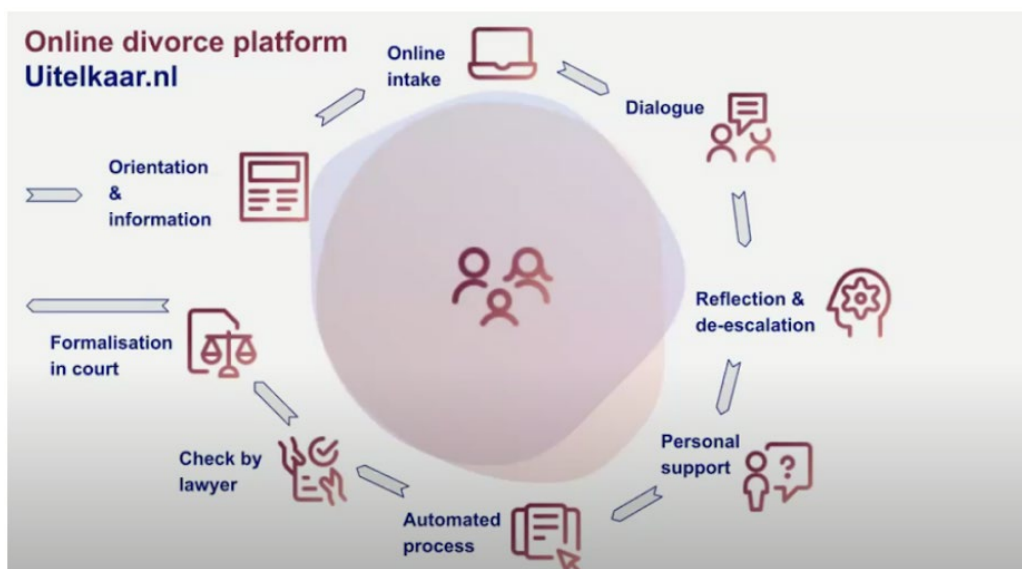 Online divorce platform
Uitelkaar.nl
Orientation
&
information
Online
intake
Dialogue
Reflection &
de-escalation
Personal
support
?
Automated
process
Check by
lawyer
Formalisation
in court